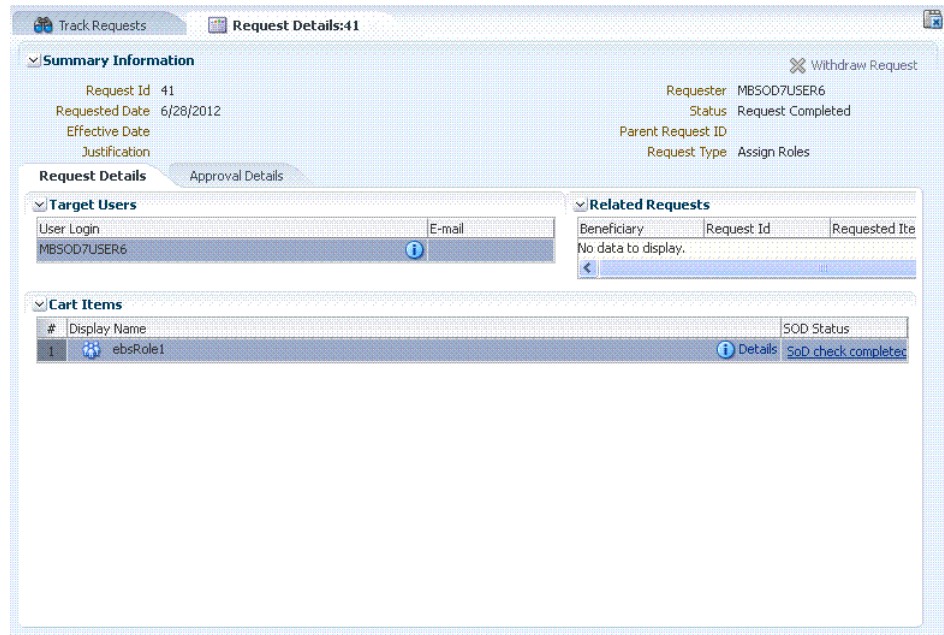 Track Requests
Request Details:41
Summary Information
Withdraw Request
Request Id 41
Requester MBSOD7USER6
Requested Date 6/28/2012
Status Request Completed
Effective Date
Parent Request ID
Justification
Request Type Assign Roles
Request Details
Approval Details
Target Users
User Login E-mail
MBSOD7USER6
Related Requests
Beneficiary Request Id Requested Ite
No data to display.
Cart Items
# Display Name SOD Status
1 ebsRole1 Details SoD check completec